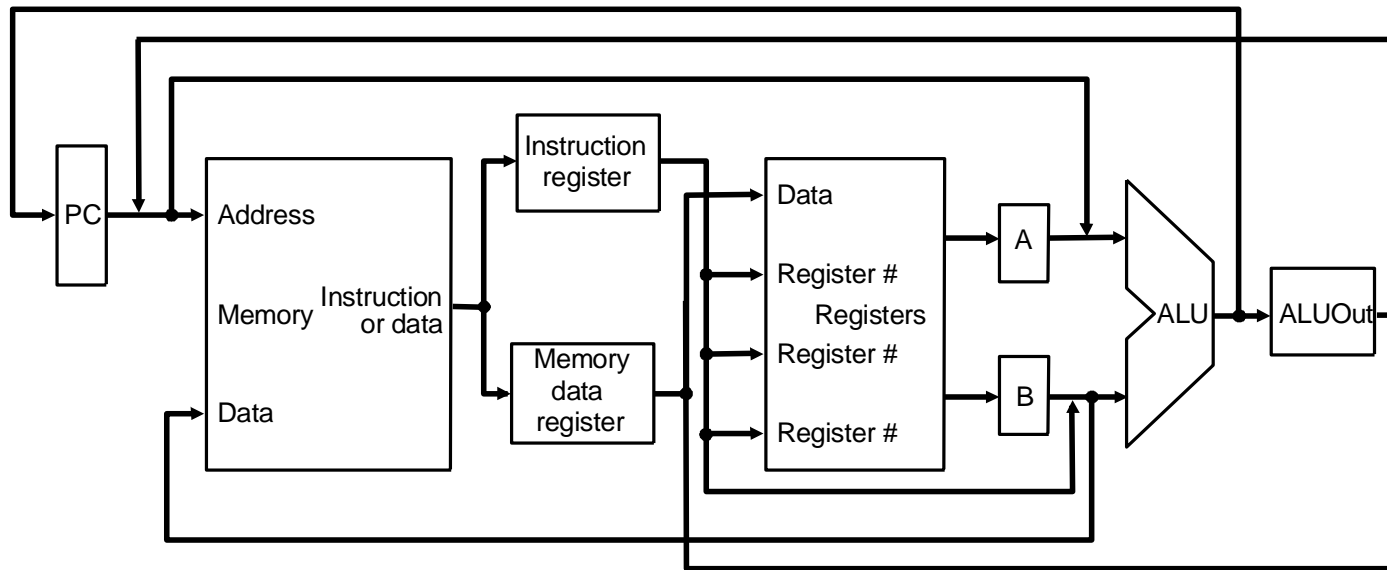 PC
Address
Memory
Data
Instruction
or data
Instruction
register
Memory
data
register
Data
Register #
Registers
Register #
Register #
A
B
ALU
ALUOut